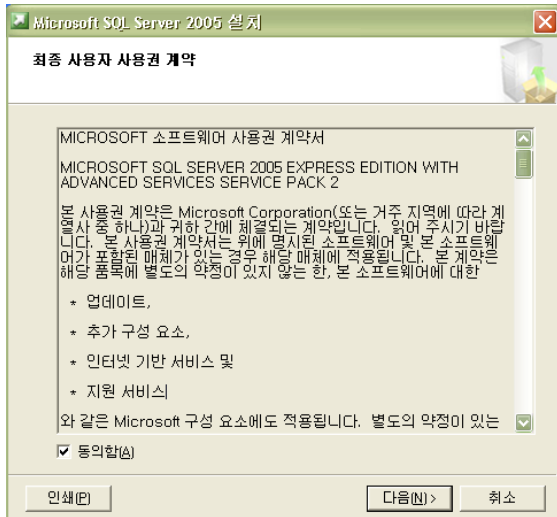 Microsoft SQL Server 2005 설치
최종 사용자 사용권 계약
MICROSOFT 소프트웨어 사용권 계약서
MICROSOFT SQL SERVER 2005 EXPRESS EDITION WITH
ADVANCED SERVICES SERVICE PACK 2
본 사용권 계약은 Microsoft Corporation(또는 거주 지역에 따라 계
열사 중 하나)과 귀하 간에 체결되는 계약입니다. 읽어 주시기 바랍
니다. 본 사용권 계약서는 위에 명시된 소프트웨어 및 본 소프트웨
어가 포함된 매체가 있는 경우 해당 매체에 적용됩니다. 본 계약은
해당 품목에 별도의 약정이 있지 않는 한, 본 소프트웨어에 대한
* 업데이트,
* 추가 구성 요소,
* 인터넷 기반 서비스 및
* 지원 서비스
와 같은 Microsoft 구성 요소에도 적용됩니다. 별도의 약정이 있는
동의함(A)
인쇄(P)
다음(N) >
취소